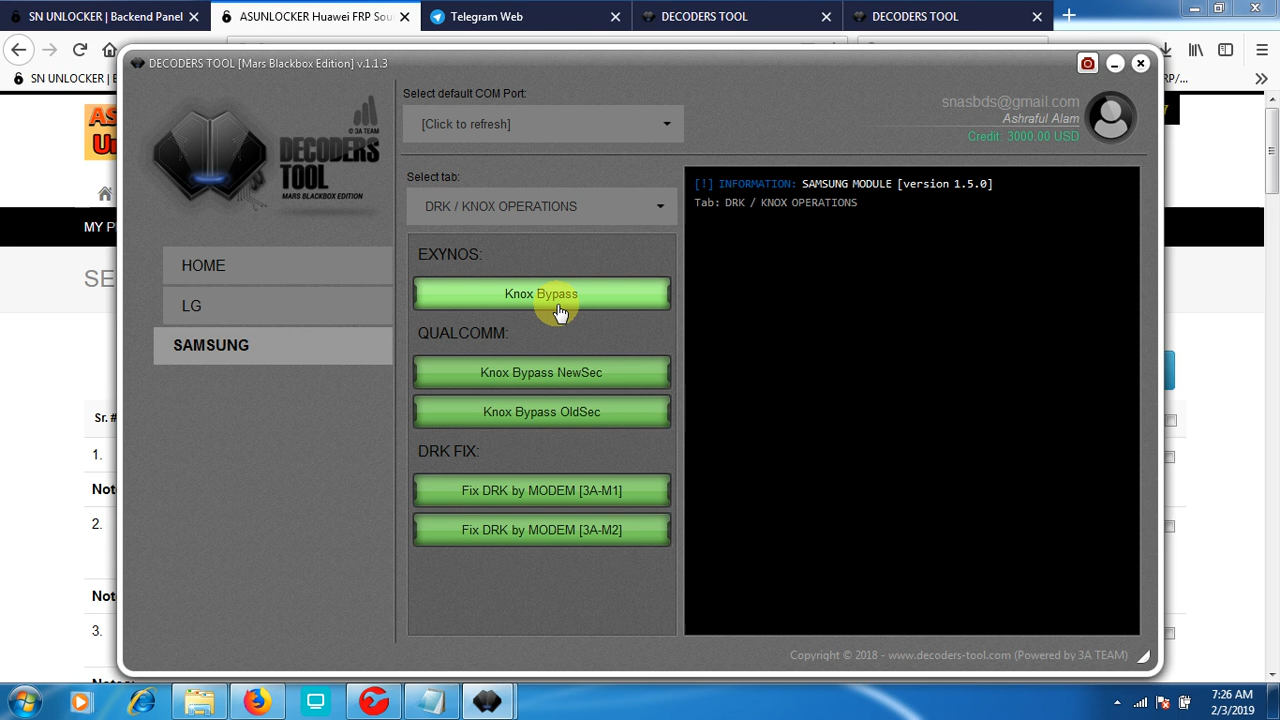 SN UNLOCKER | Backend Panel
ASUNLOCKER Huawei FRP Sou
Telegram Web
DECODERS TOOL
DECODERS TOOL
SN UNLOCKER |
RP/...
DECODERS TOOL [Mars Blackbox Edition] v.1.1.3
© 3A TEAM
DECODERS
TOOL
MARS BLACKBOX EDITION
HOME
LG
SAMSUNG
Select default COM Port:
[Click to refresh]
Select tab:
DRK / KNOX OPERATIONS
EXYNOS:
Knox Bypass
QUALCOMM:
Knox Bypass NewSec
Knox Bypass OldSec
DRK FIX:
Fix DRK by MODEM [3A-M1]
Fix DRK by MODEM [3A-M2]
snasbds@gmail.com
Ashraful Alam
Credit: 3000.00 USD
[!] INFORMATION: SAMSUNG MODULE [version 1.5.0]
Tab: DRK / KNOX OPERATIONS
Copyright © 2018 - www.decoders-tool.com (Powered by 3A TEAM)
MY P
SE
Sr. #
1.
Not
2.
Not
3.
7:26 AM
2/3/2019